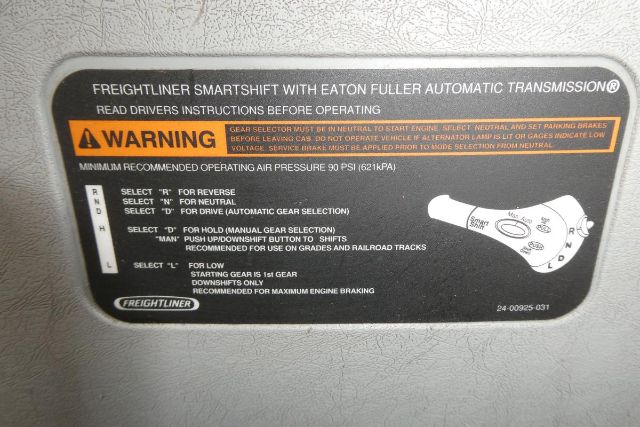 FREIGHTLINER SMARTSHIFT WITH EATON FULLER AUTOMATIC TRANSMISSION®
READ DRIVERS INSTRUCTIONS BEFORE OPERATING
WARNING
GEAR SELECTOR MUST BE IN NEUTRAL TO START ENGINE. SELECT NEUTRAL AND SET PARKING BRAKES
BEFORE LEAVING CAB. DO NOT OPERATE VEHICLE IF ALTERNATOR LAMP IS LIT OR GAGES INDICATE LOW
VOLTAGE. SERVICE BRAKE MUST BE APPLIED PRIOR TO MODE SELECTION FROM NEUTRAL.
MINIMUM RECOMMENDED OPERATING AIR PRESSURE 90 PSI (621kPA)
R SELECT "R" FOR REVERSE
N SELECT "N" FOR NEUTRAL
D SELECT "D" FOR DRIVE (AUTOMATIC GEAR SELECTION)
H SELECT "D" FOR HOLD (MANUAL GEAR SELECTION)
"MAN" PUSH UP/DOWNSHIFT BUTTON TO SHIFTS
RECOMMENDED FOR USE ON GRADES AND RAILROAD TRACKS
L SELECT "L" FOR LOW
STARTING GEAR IS 1st GEAR
DOWNSHIFTS ONLY
RECOMMENDED FOR MAXIMUM ENGINE BRAKING
Smart
Shift
Man Auto
R
N
D
L
FREIGHTLINER
24-00925-031